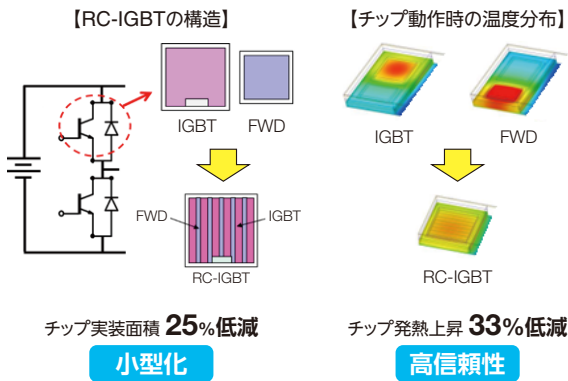 【RC-IGBTの構造】
IGBT
FWD
FWD
IGBT
RC-IGBT
チップ実装面積 25%低減
小型化
【チップ動作時の温度分布】
IGBT
FWD
RC-IGBT
チップ発熱上昇 33%低減
高信頼性